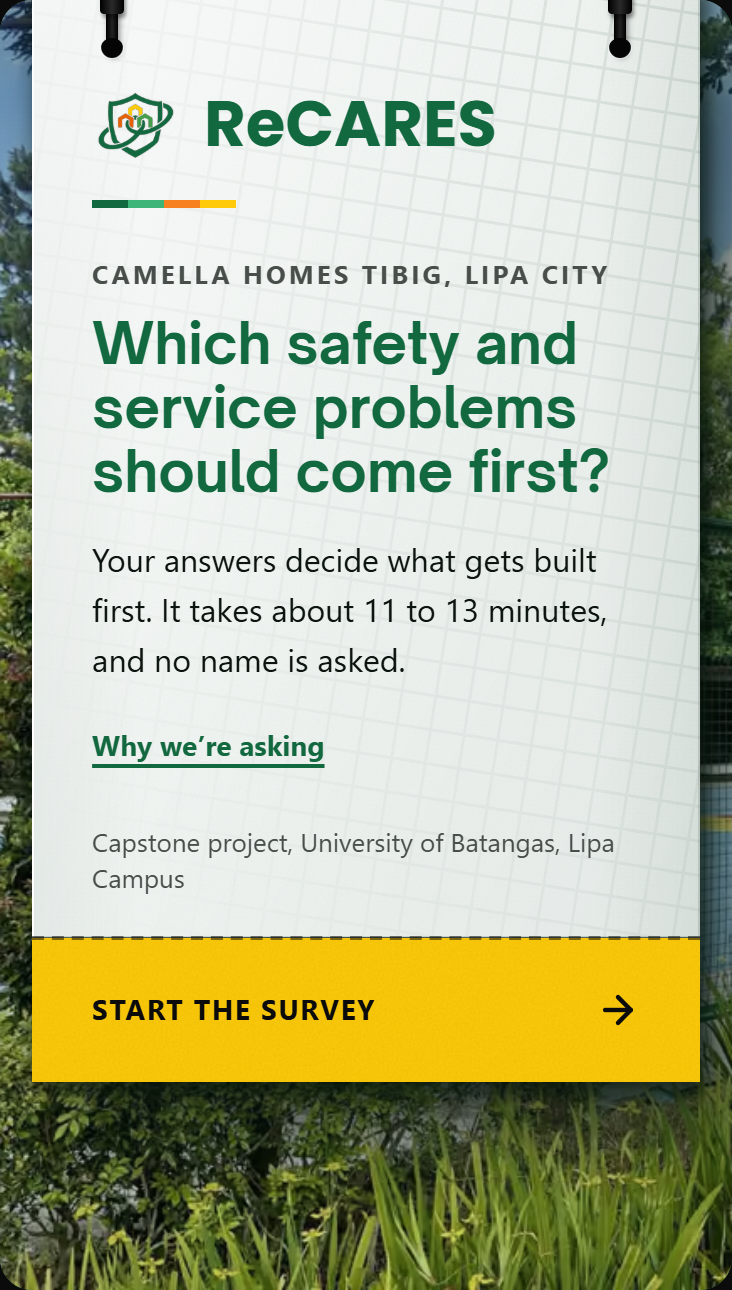 ReCARES
CAMELLA HOMES TIBIG, LIPA CITY
Which safety and
service problems
should come first?
Your answers decide what gets built
first. It takes about 11 to 13 minutes,
and no name is asked.
Why we’re asking
Capstone project, University of Batangas, Lipa
Campus
START THE SURVEY